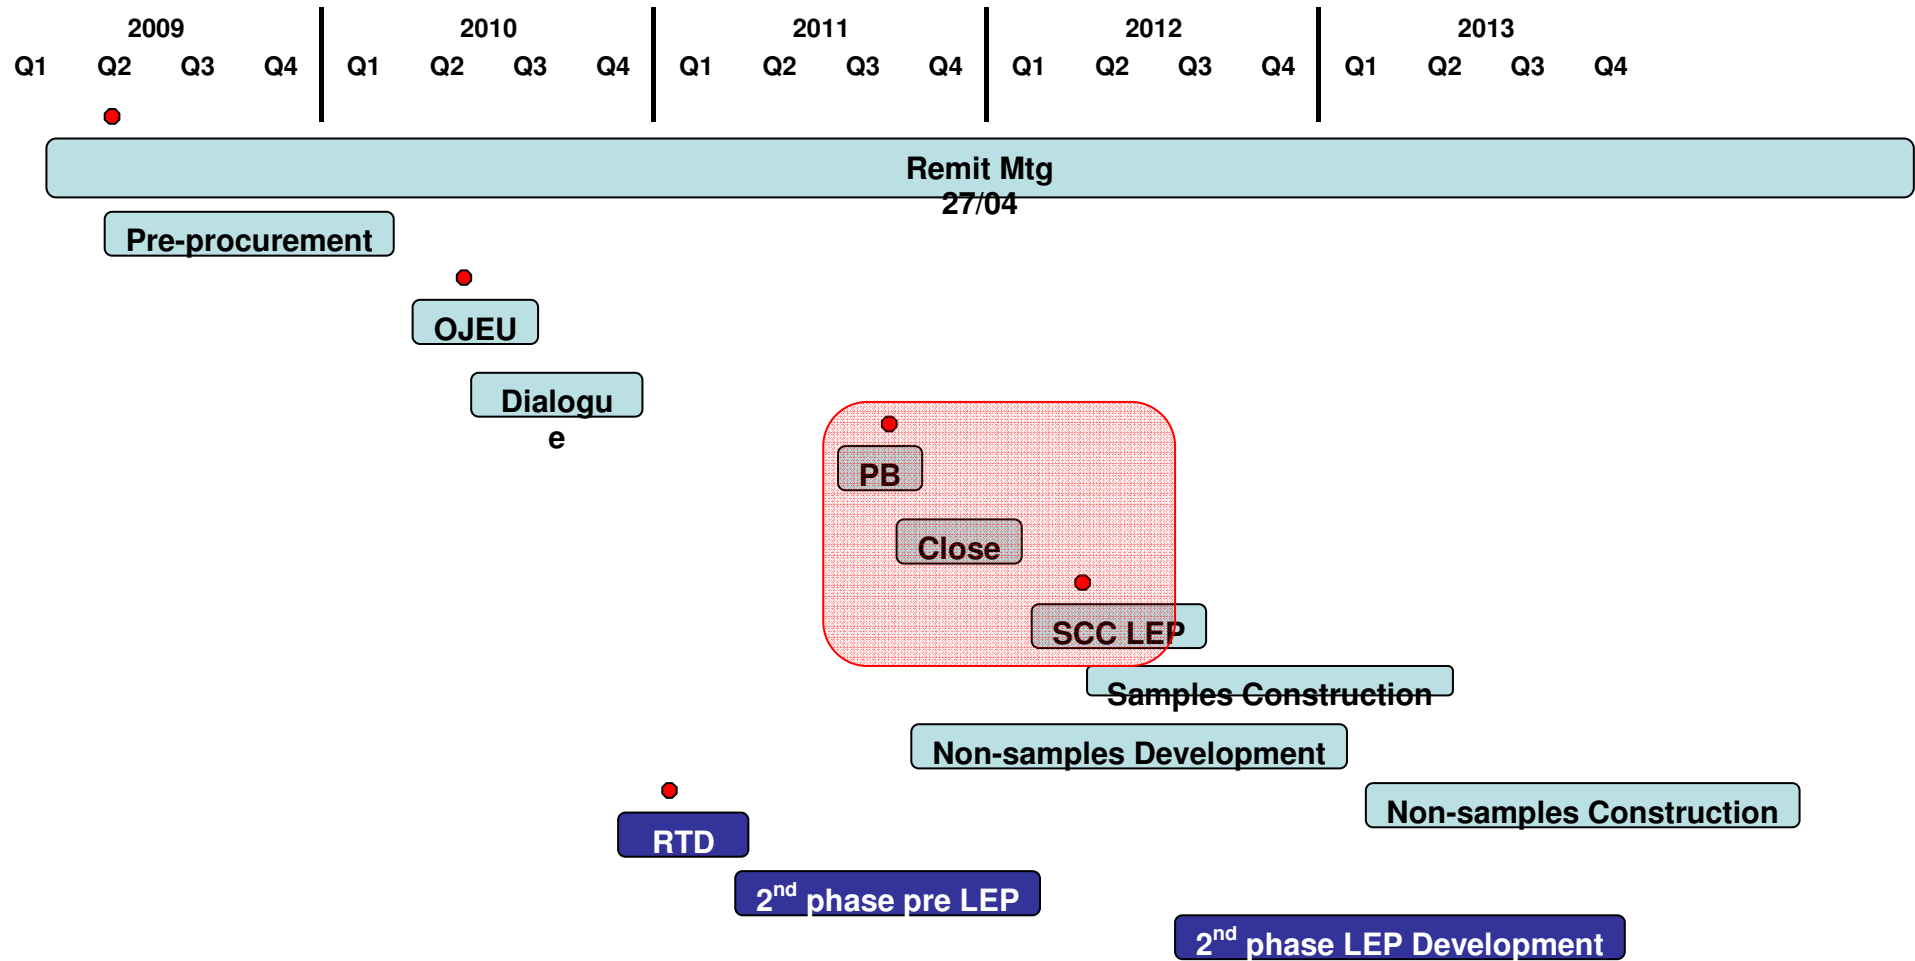 2009 2010 2011 2012 2013
Q1 Q2 Q3 Q4 Q1 Q2 Q3 Q4 Q1 Q2 Q3 Q4 Q1 Q2 Q3 Q4 Q1 Q2 Q3 Q4
Remit Mtg
27/04
Pre-procurement
OJEU
Dialogu
e
PB
Close
SCC LEP
Samples Construction
Non-samples Development
Non-samples Construction
RTD
2nd phase pre LEP
2nd phase LEP Development